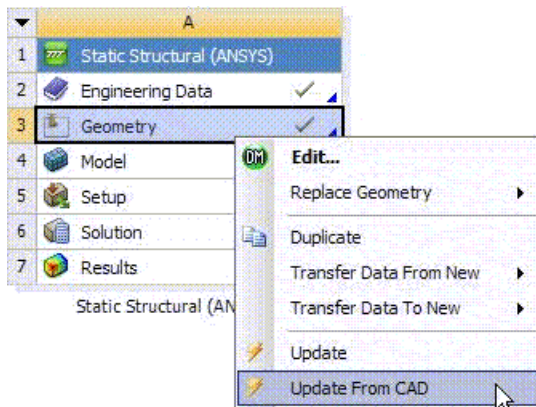 A
1 Static Structural (ANSYS)
2 Engineering Data
3 Geometry
4 Model
5 Setup
6 Solution
7 Results
Static Structural (AN
DM Edit...
Replace Geometry
Duplicate
Transfer Data From New
Transfer Data To New
Update
Update From CAD